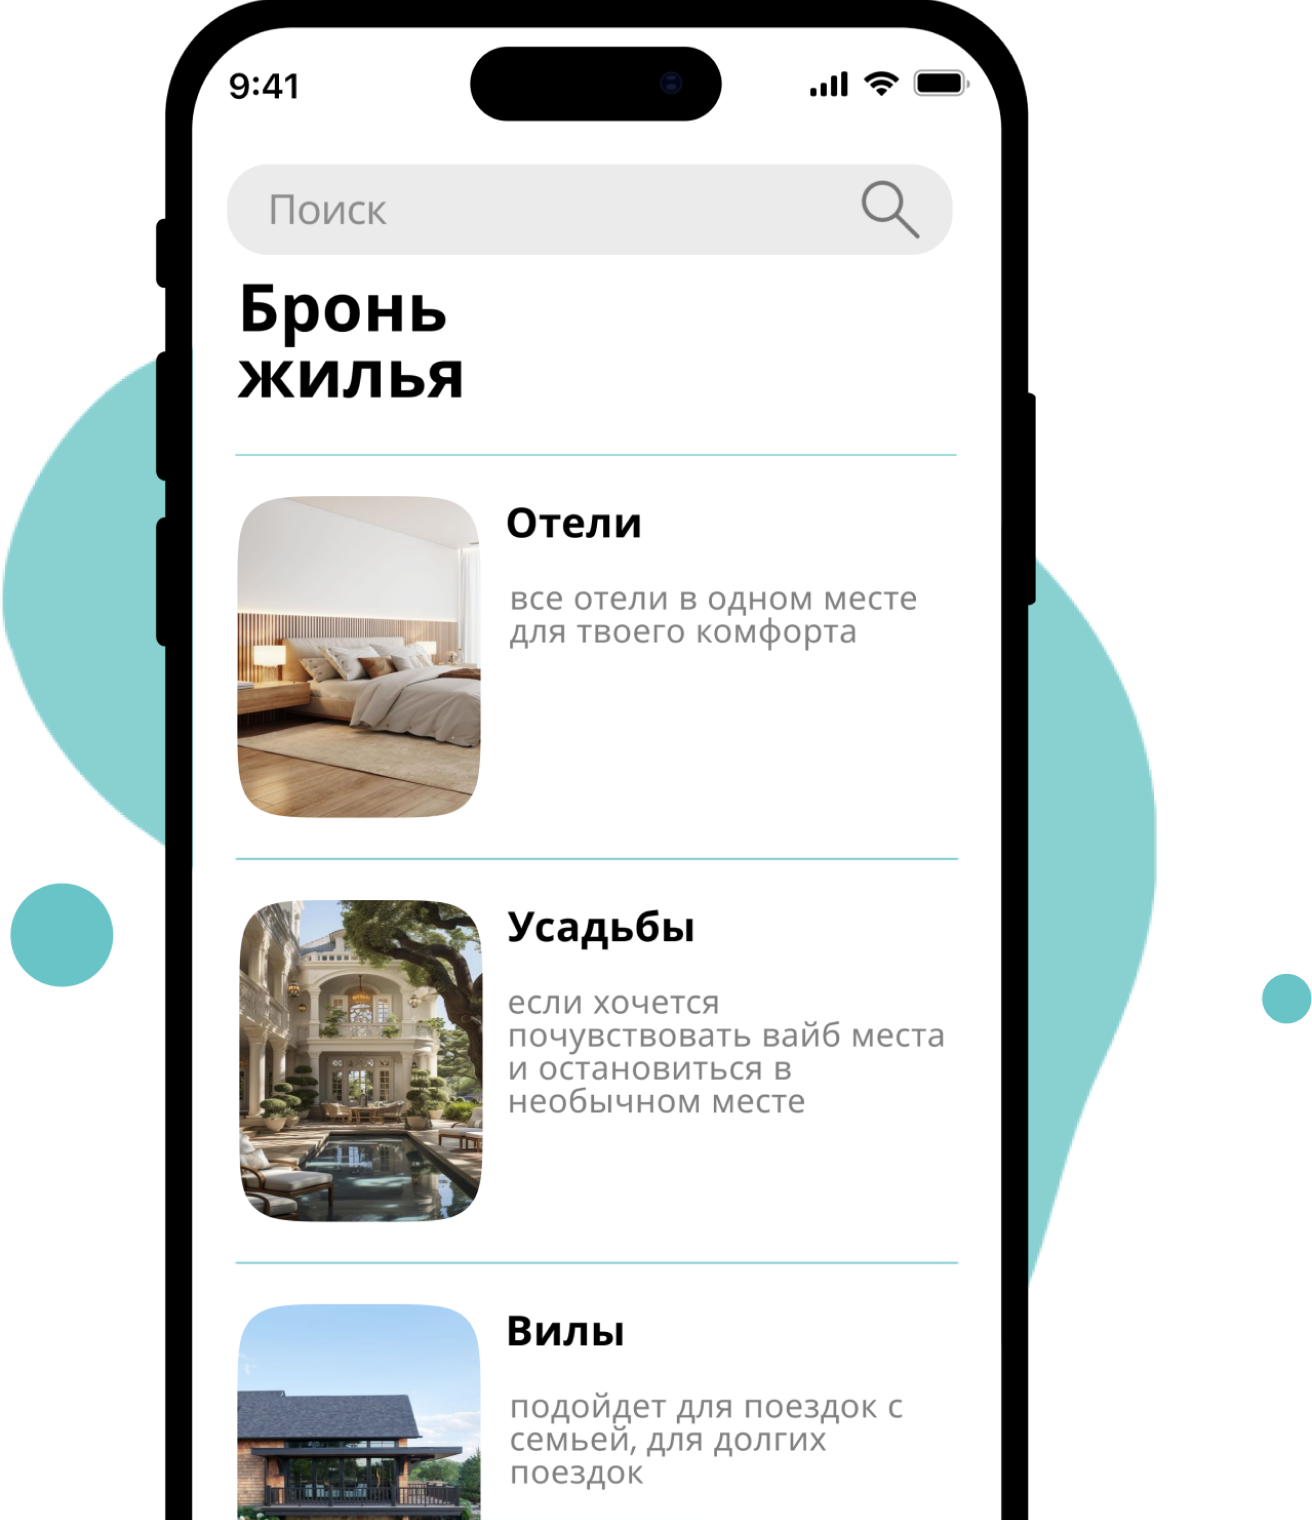 9:41
Поиск
Бронь
жилья
Отели
все отели в одном месте
для твоего комфорта
Усадьбы
если хочется
почувствовать вайб места
и остановиться в
необычном месте
Вилы
подойдет для поездок с
семьей, для долгих
поездок